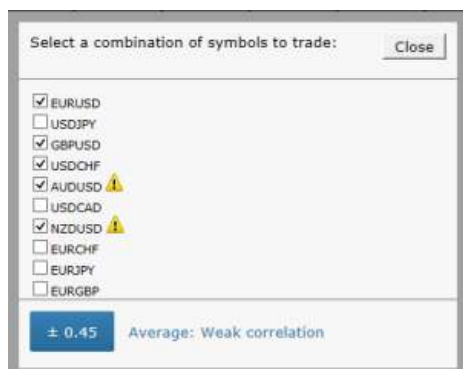 Select a combination of symbols to trade:
Close
EURUSD
USDJPY
GBPUSD
USDCHF
AUDUSD
USDCAD
NZDUSD
EURCHF
EURJPY
EURGBP
± 0.45 Average: Weak correlation